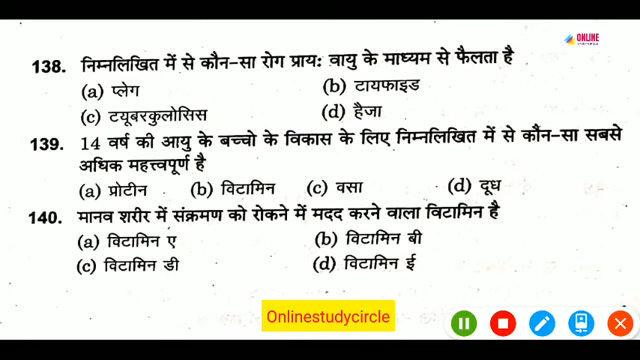 ONLINE
138. निम्नलिखित में से कौन-सा रोग प्रायः वायु के माध्यम से फैलता है
(a) प्लेग (b) टायफाइड
(c) टयूबरकुलोसिस (d) हैजा
139. 14 वर्ष की आयु के बच्चो के विकास के लिए निम्नलिखित में से कौन-सा सबसे
अधिक महत्त्वपूर्ण है
(a) प्रोटीन (b) विटामिन (c) वसा (d) दूध
140. मानव शरीर में संक्रमण को रोकने में मदद करने वाला विटामिन है
(a) विटामिन ए (b) विटामिन बी
(c) विटामिन डी (d) विटामिन ई
Onlinestudycircle